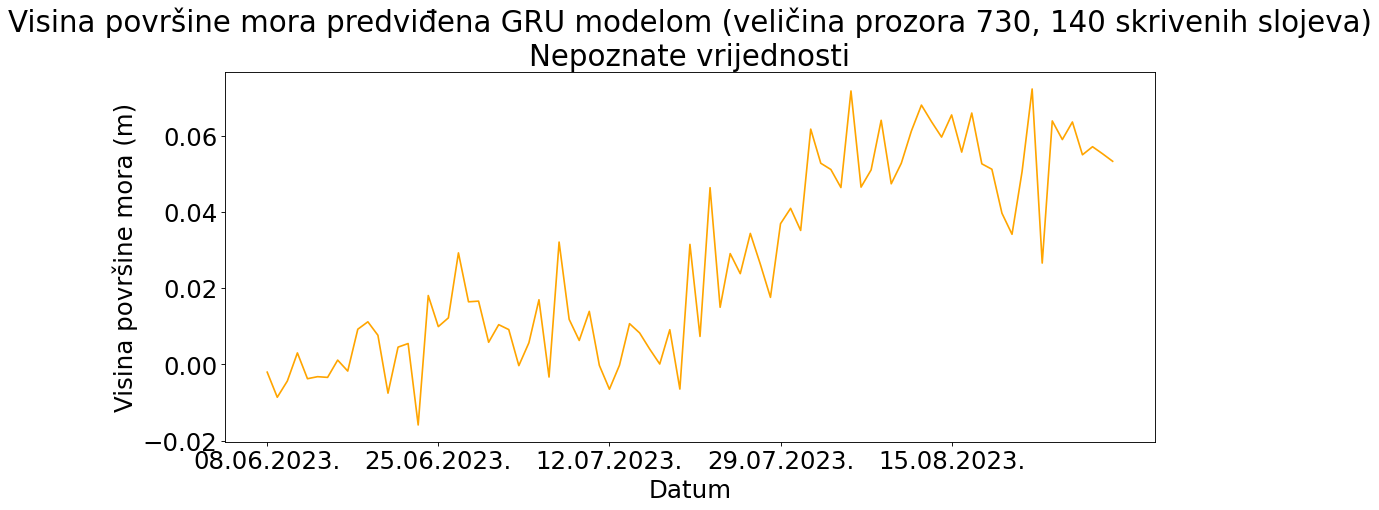 Visina površine mora predviđena GRU modelom (veličina prozora 730, 140 skrivenih slojeva)
Nepoznate vrijednosti
Visina površine mora (m)
0.06
0.04
0.02
0.00
−0.02
08.06.2023. 25.06.2023. 12.07.2023. 29.07.2023. 15.08.2023.
Datum